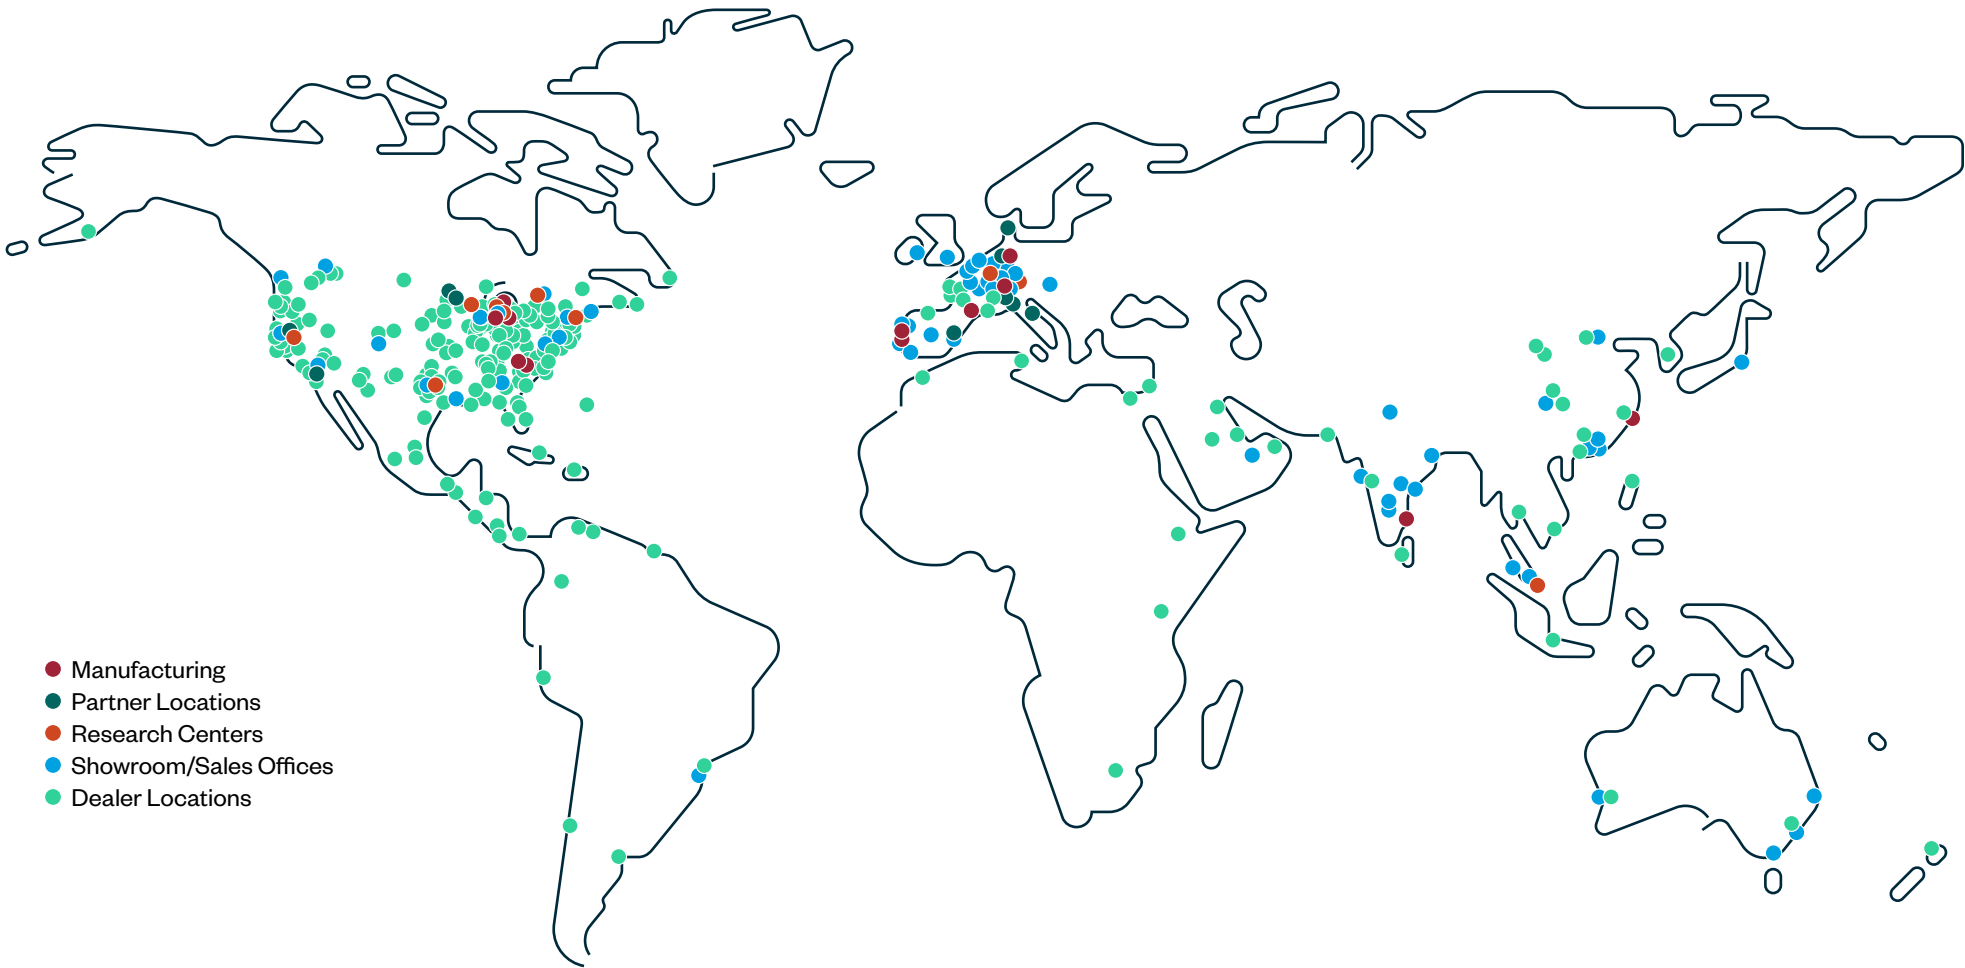 Manufacturing
Partner Locations
Research Centers
Showroom/Sales Offices
Dealer Locations